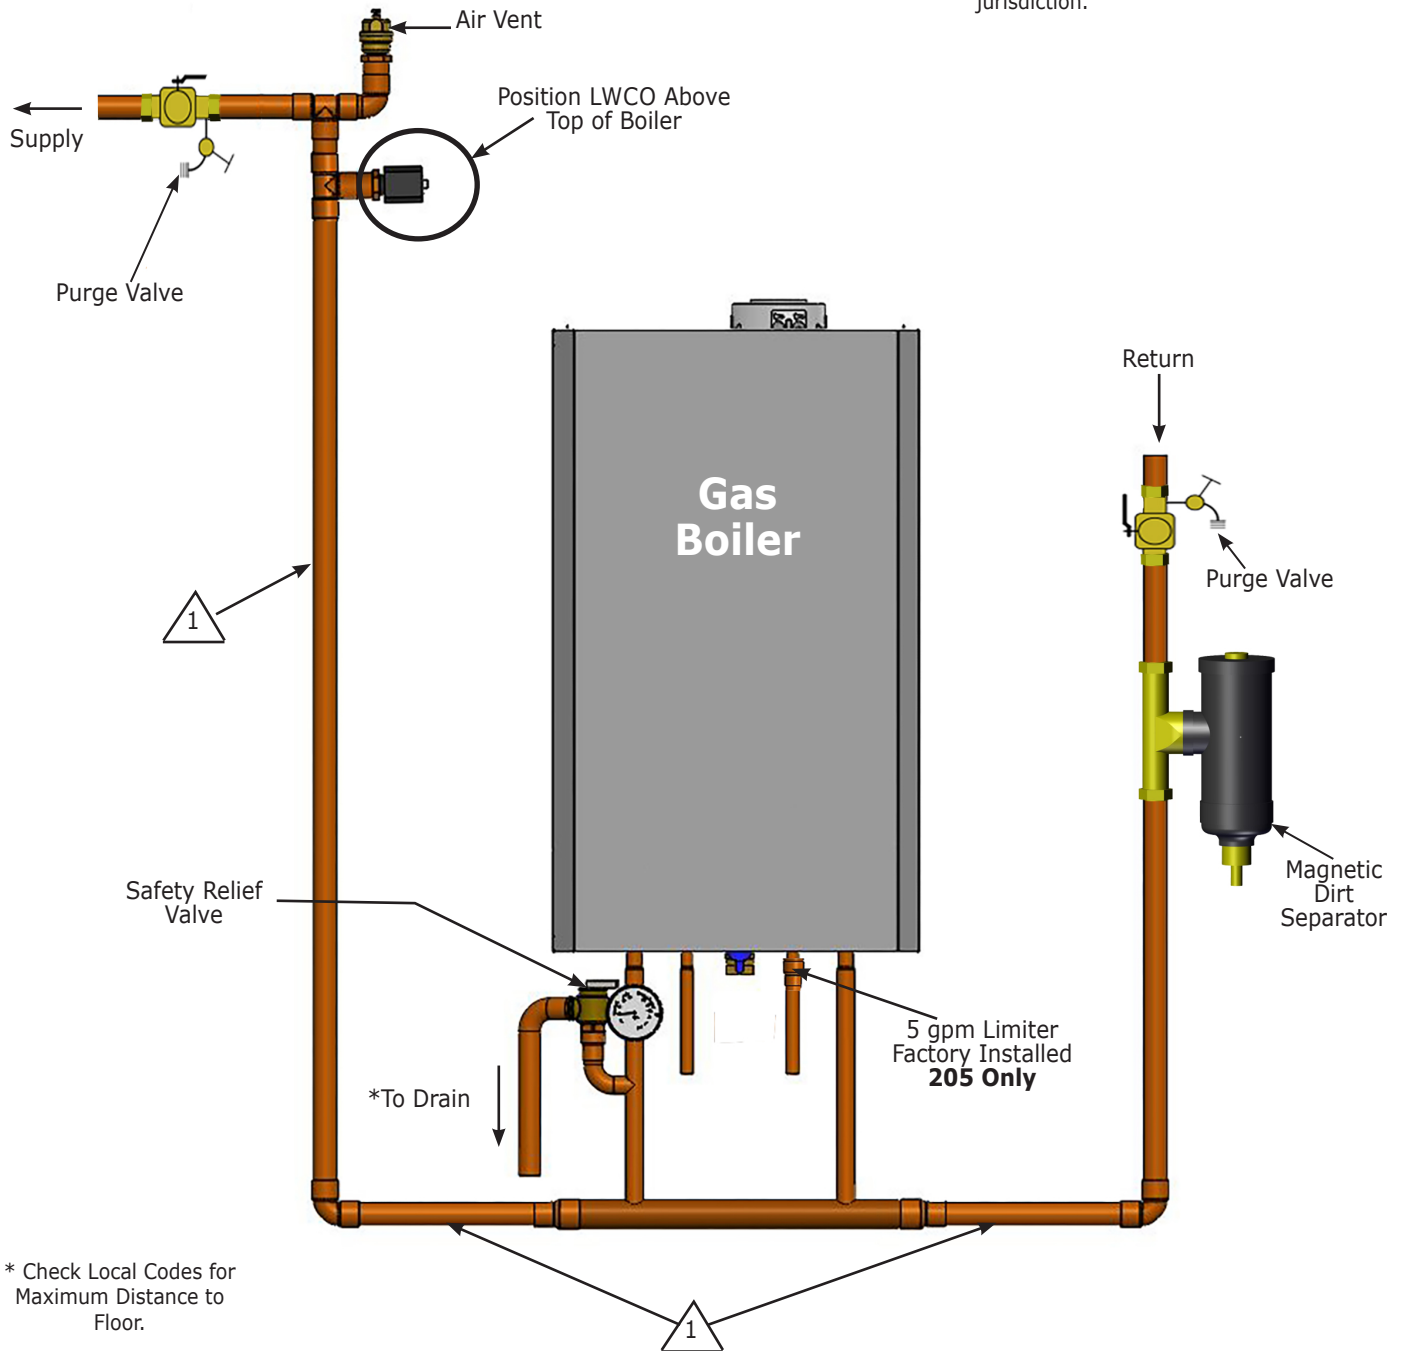 jurisdiction.
Air Vent
Position LWCO Above
Top of Boiler
Supply
Purge Valve
Return
Gas
Boiler
Purge Valve
1
Magnetic
Dirt
Separator
Safety Relief
Valve
5 gpm Limiter
Factory Installed
205 Only
*To Drain
* Check Local Codes for
Maximum Distance to
Floor.
1